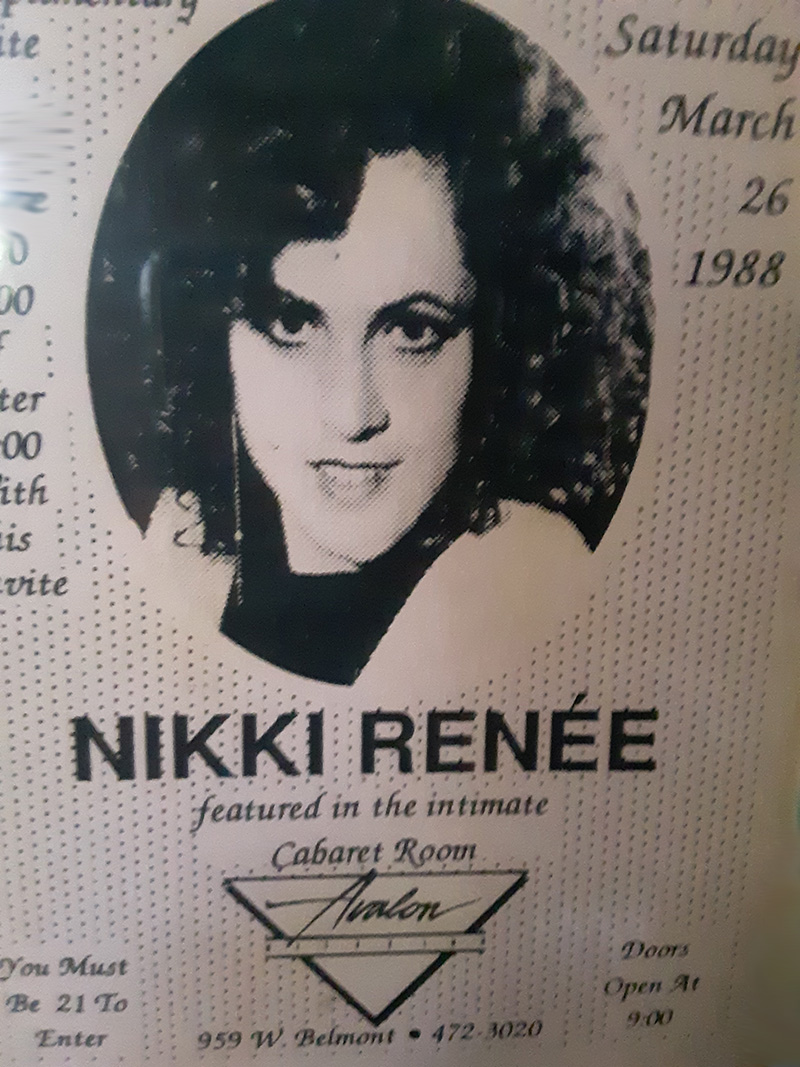 ite
Saturday
March
26
1988
00
ter
:00
ith
is
vite
NIKKI RENÉE
featured in the intimate
Cabaret Room
Avalon
You Must
Be 21 To
Enter
Doors
Open At
9:00
959 W. Belmont • 472-3020